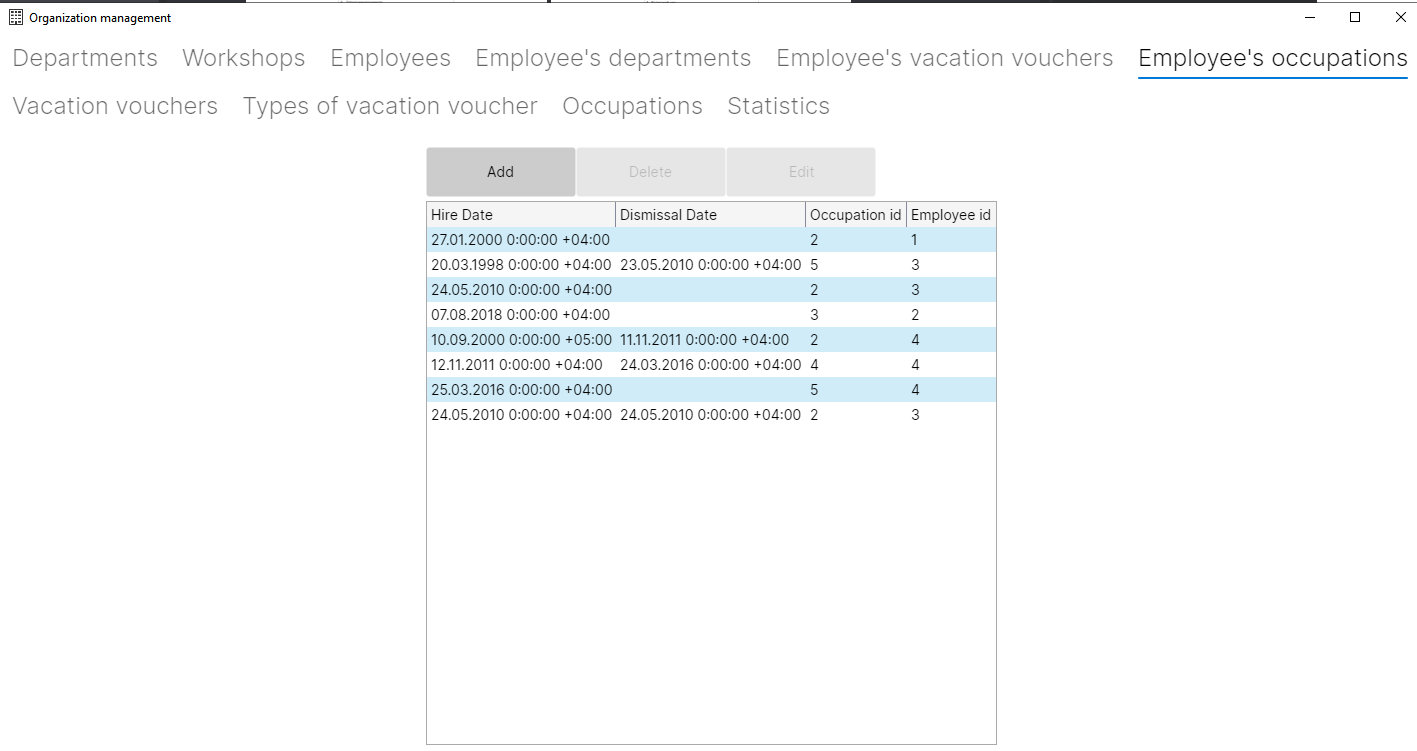 Organization management
Departments Workshops Employees Employee's departments Employee's vacation vouchers Employee's occupations
Vacation vouchers Types of vacation voucher Occupations Statistics
Add Delete Edit
Hire Date Dismissal Date Occupation id Employee id
27.01.2000 0:00:00 +04:00 2 1
20.03.1998 0:00:00 +04:00 23.05.2010 0:00:00 +04:00 5 3
24.05.2010 0:00:00 +04:00 2 3
07.08.2018 0:00:00 +04:00 3 2
10.09.2000 0:00:00 +05:00 11.11.2011 0:00:00 +04:00 2 4
12.11.2011 0:00:00 +04:00 24.03.2016 0:00:00 +04:00 4 4
25.03.2016 0:00:00 +04:00 5 4
24.05.2010 0:00:00 +04:00 24.05.2010 0:00:00 +04:00 2 3